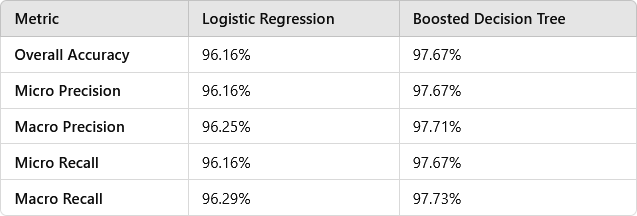 Metric Logistic Regression Boosted Decision Tree
Overall Accuracy 96.16% 97.67%
Micro Precision 96.16% 97.67%
Macro Precision 96.25% 97.71%
Micro Recall 96.16% 97.67%
Macro Recall 96.29% 97.73%